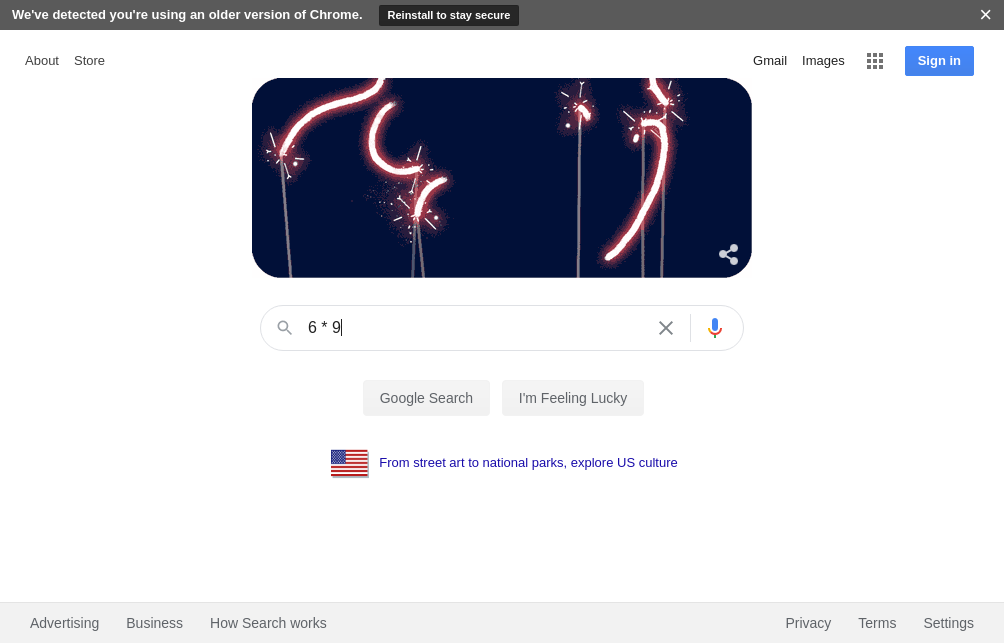 We've detected you're using an older version of Chrome. Reinstall to stay secure
About Store Gmail Images Sign in
6 * 9
Google Search I'm Feeling Lucky
From street art to national parks, explore US culture
Advertising Business How Search works Privacy Terms Settings